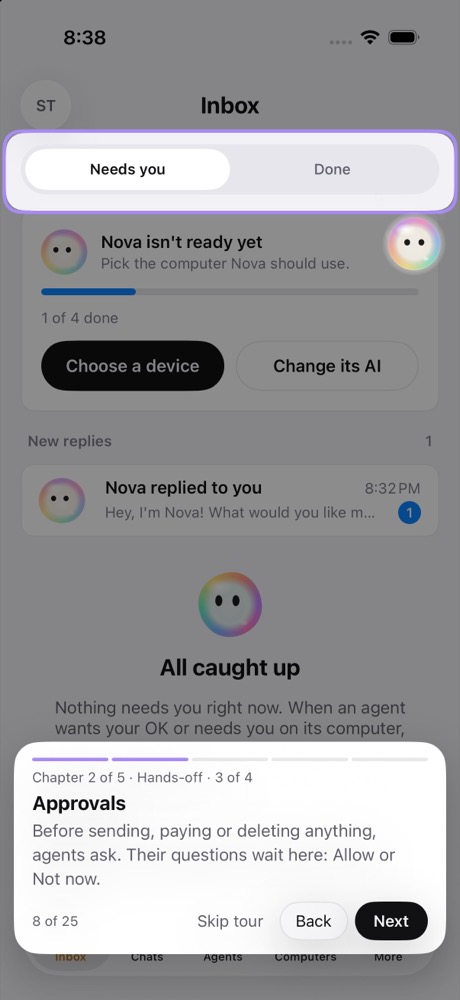 8:38
ST
Inbox
Needs you
Done
Nova isn't ready yet
Pick the computer Nova should use.
1 of 4 done
Choose a device
Change its AI
New replies
1
Nova replied to you
8:32 PM
Hey, I'm Nova! What would you like m...
1
All caught up
Nothing needs you right now. When an agent
wants your OK or needs you on its computer,
Chapter 2 of 5 · Hands-off · 3 of 4
Approvals
Before sending, paying or deleting anything,
agents ask. Their questions wait here: Allow or
Not now.
8 of 25
Skip tour
Back
Next
Inbox
Chats
Agents
Computers
More